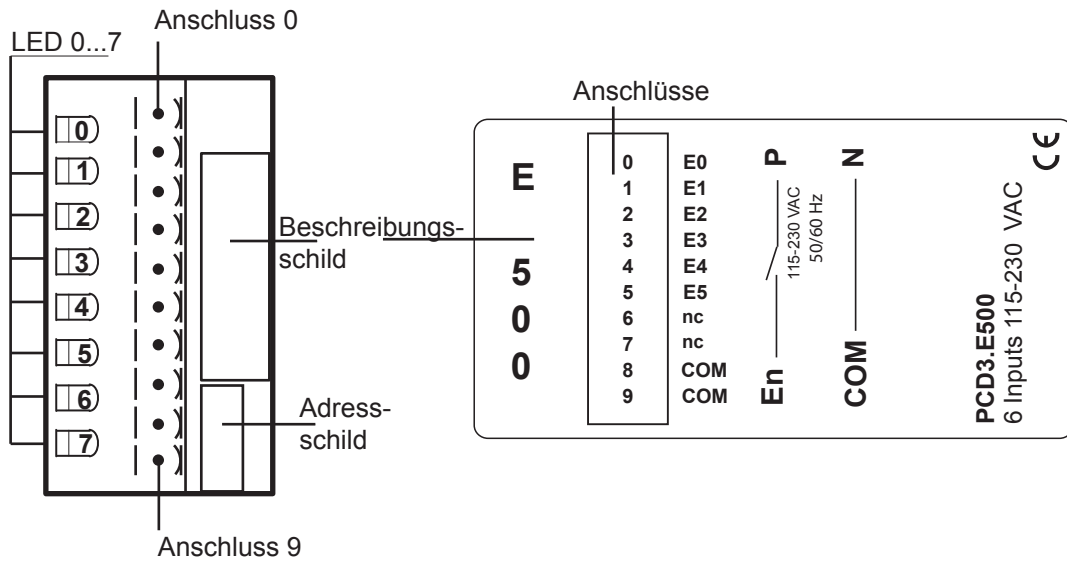 Anschluss 0
LED 0...7
0
1
2
3
4
5
6
7
Beschreibungs-
schild
Adress-
schild
Anschluss 9
Anschlüsse
E
5
0
0
0 E0
1 E1
2 E2
3 E3
4 E4
5 E5
6 nc
7 nc
8 COM
9 COM
En P
115-230 VAC
50/60 Hz
COM N
PCD3.E500
6 Inputs 115-230 VAC
CE